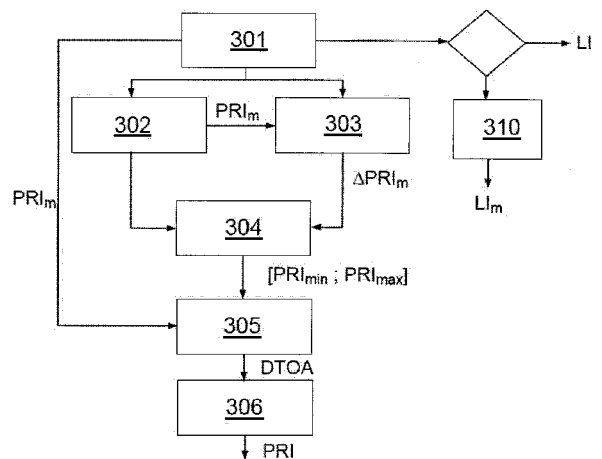 301
LI
302
PRIm
303
310
ΔPRIm
LIm
PRIm
304
[PRImin ; PRImax]
305
DTOA
306
PRI